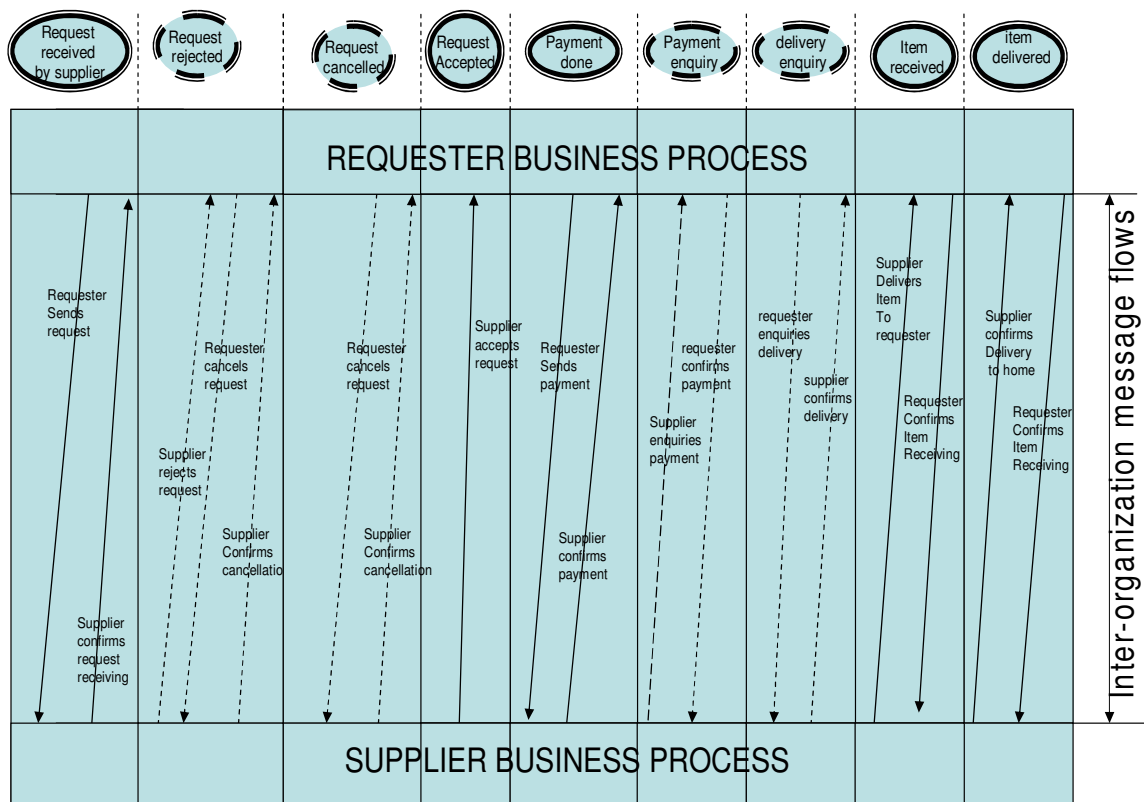 Request
received
by supplier
Request
rejected
Request
cancelled
Request
Accepted
Payment
done
Payment
enquiry
delivery
enquiry
Item
received
item
delivered
REQUESTER BUSINESS PROCESS
Requester
Sends
request
Supplier
confirms
request
receiving
Requester
cancels
request
Supplier
rejects
request
Supplier
Confirms
cancellatio
Requester
cancels
request
Supplier
Confirms
cancellation
Supplier
accepts
request
Requester
Sends
payment
Supplier
confirms
payment
requester
confirms
payment
Supplier
enquiries
payment
requester
enquiries
delivery
supplier
confirms
delivery
Supplier
Delivers
Item
To
requester
Requester
Confirms
Item
Receiving
Supplier
confirms
Delivery
to home
Requester
Confirms
Item
Receiving
Inter-organization message flows
SUPPLIER BUSINESS PROCESS